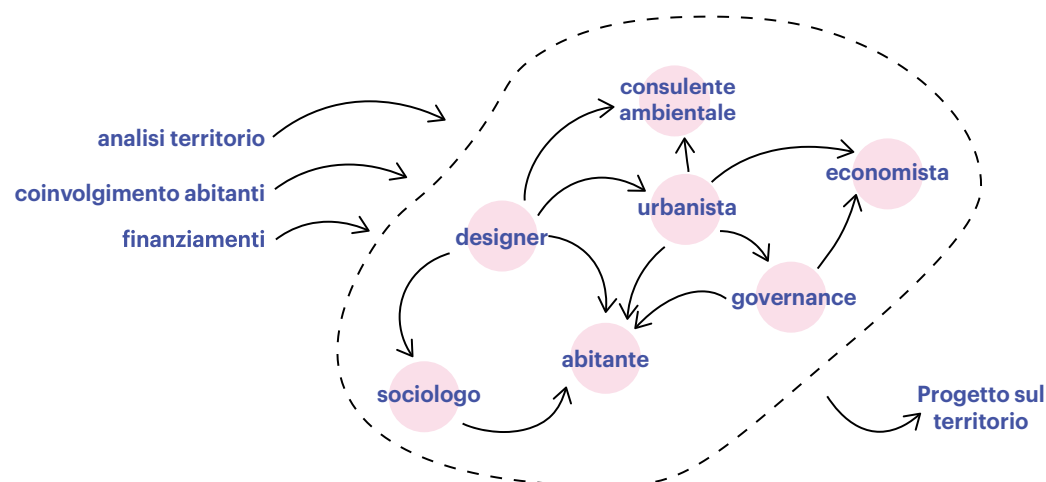 consulente
ambientale
analisi territorio
economista
coinvolgimento abitanti
urbanista
finanziamenti
designer
governance
abitante
sociologo
Progetto sul
territorio